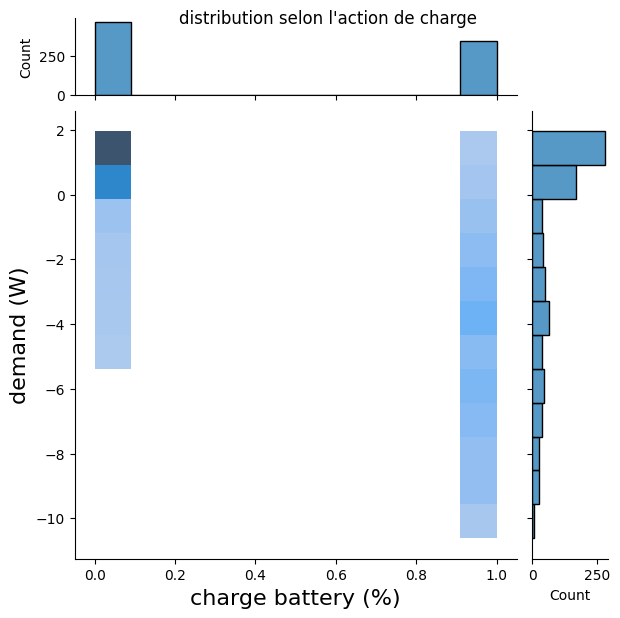 distribution selon l'action de charge
Count
250
0
2
0
−2
−4
−6
−8
−10
demand (W)
0.0 0.2 0.4 0.6 0.8 1.0
charge battery (%)
0 250
Count